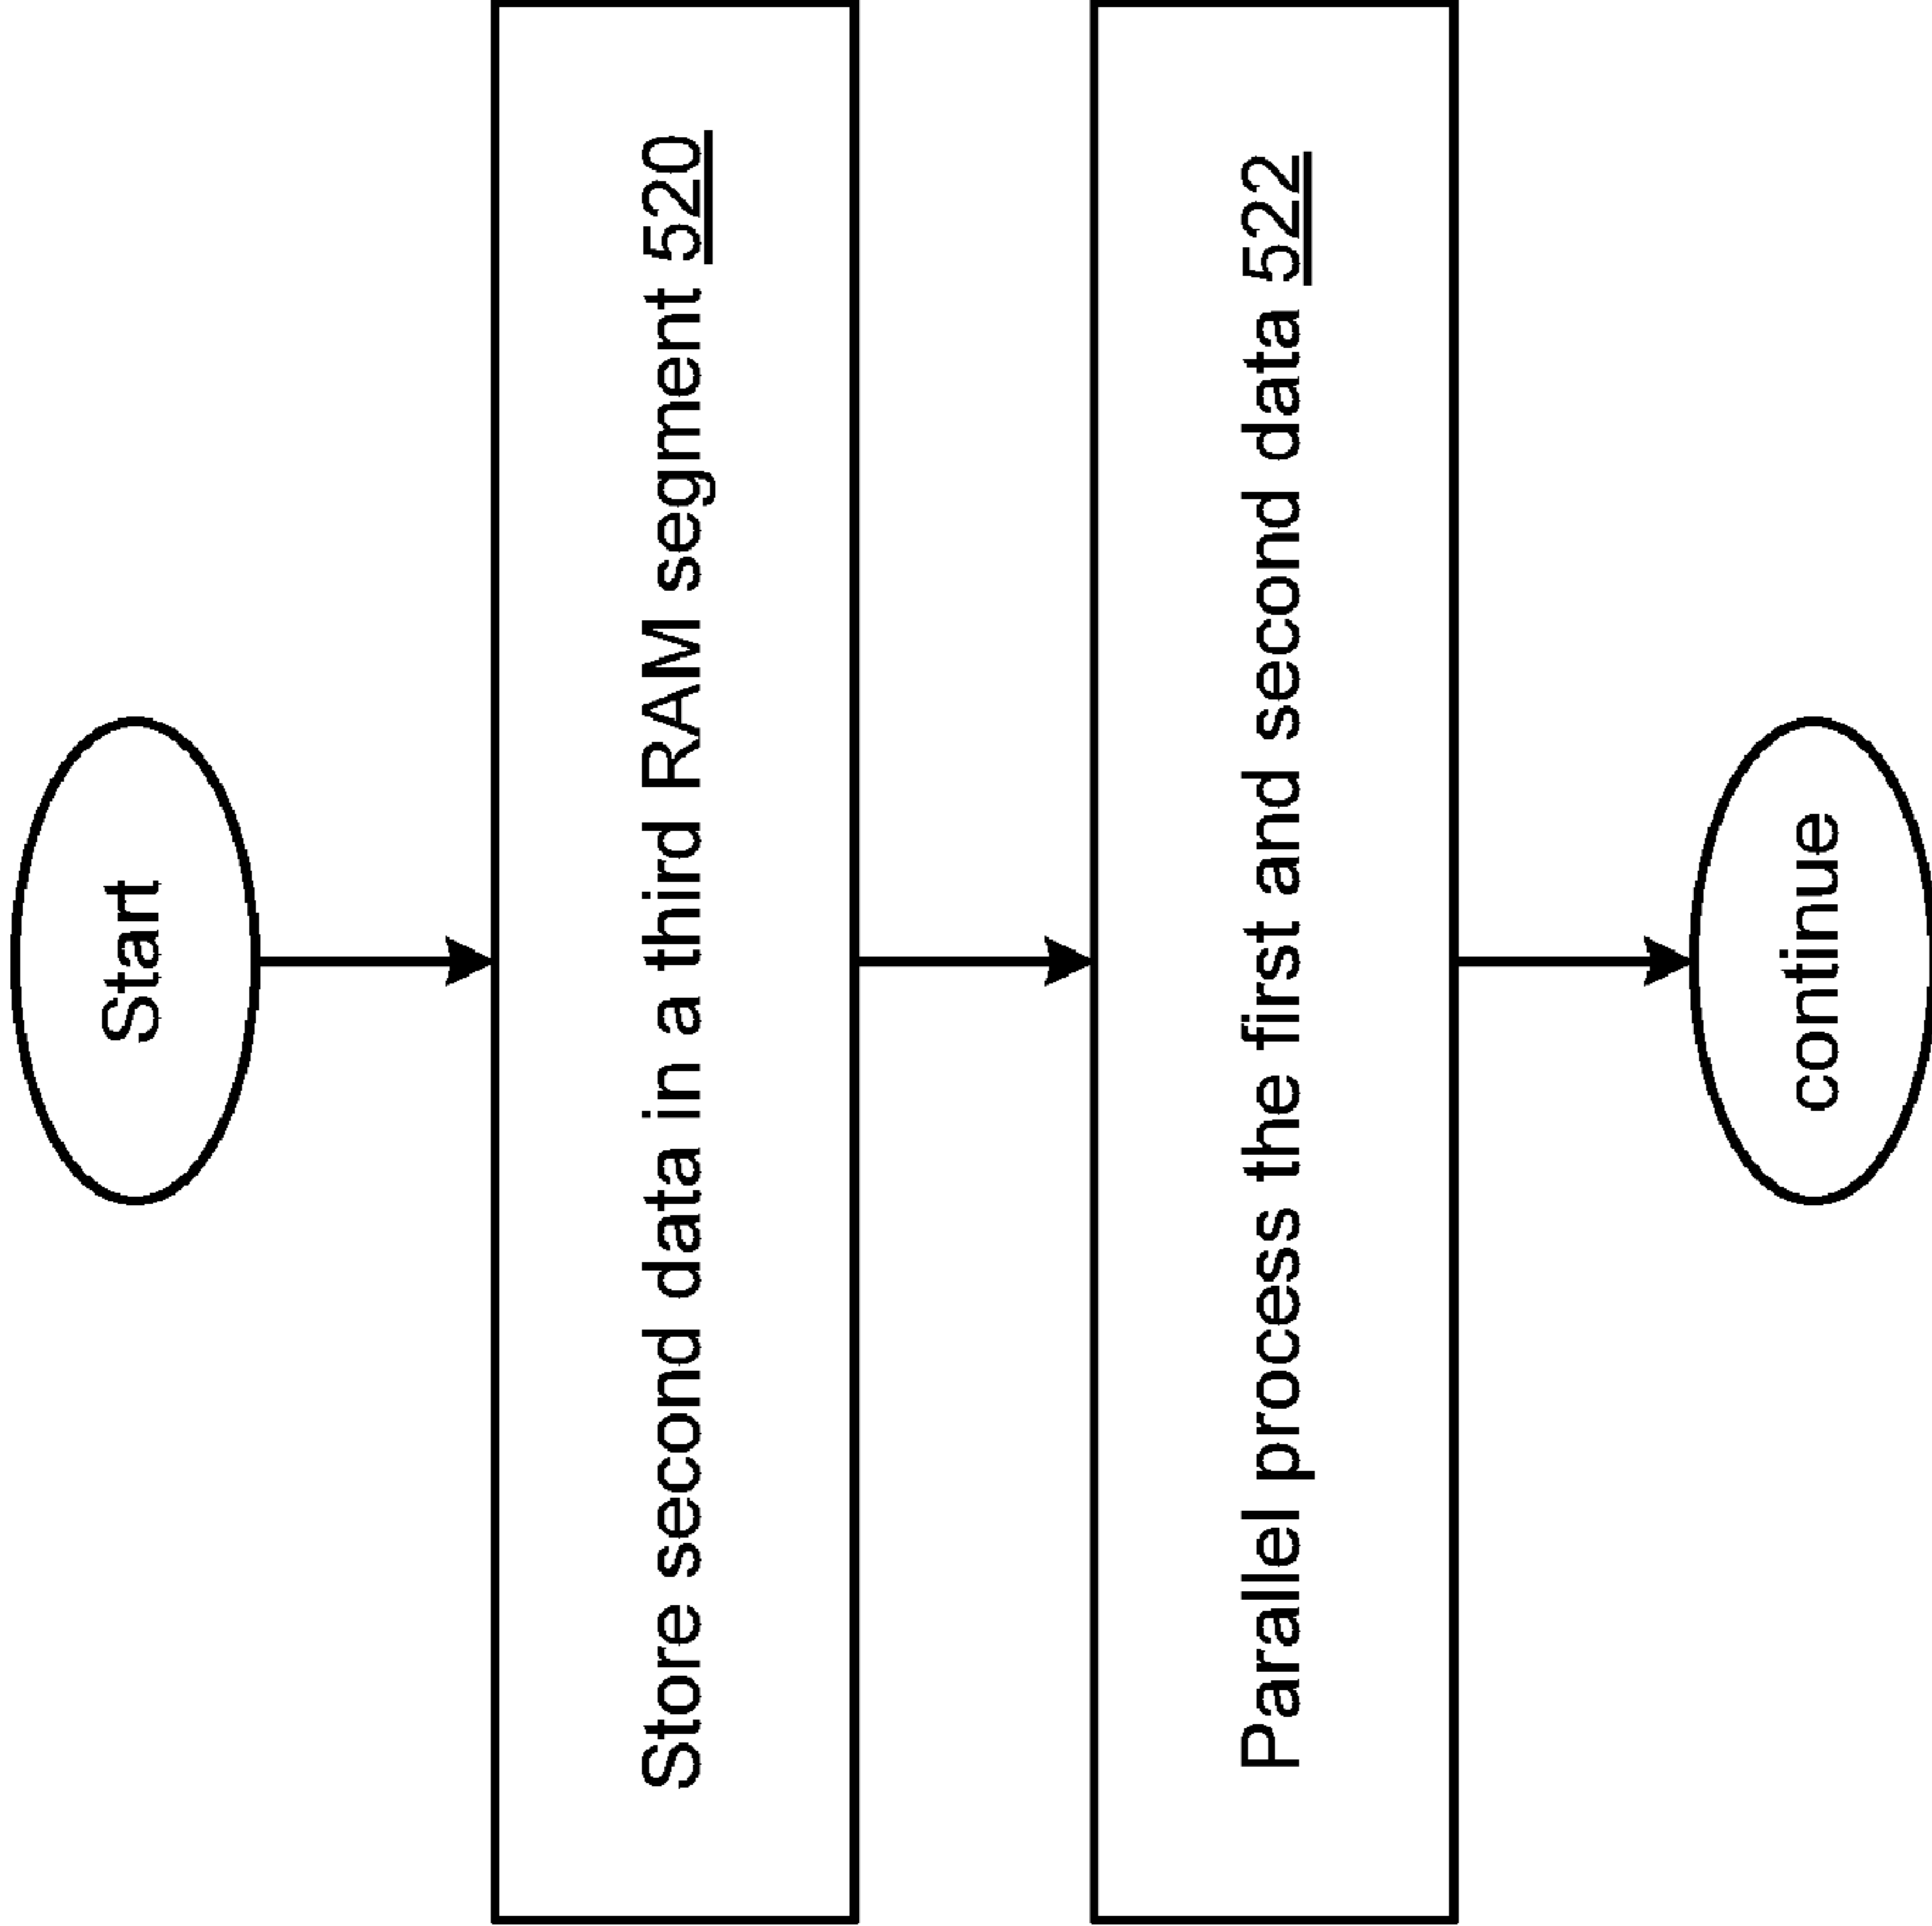 Start
Store second data in a third RAM segment 520
Parallel process the first and second data 522
continue